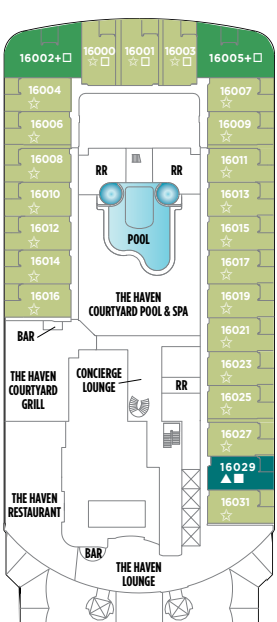 16002+□
16000
☆□
16001
☆□
16003
☆□
16005+□
16004
☆
16007
☆
16006
☆
16009
☆
16008
☆
16011
☆
RR
RR
16010
☆
16013
☆
16012
☆
16015
☆
POOL
16014
☆
16017
☆
16016
☆
16019
☆
THE HAVEN
COURTYARD POOL & SPA
BAR
16021
☆
THE HAVEN
COURTYARD
GRILL
CONCIERGE
LOUNGE
RR
16023
☆
16025
☆
16027
☆
16029
▲■
THE HAVEN
RESTAURANT
16031
☆
BAR
THE HAVEN
LOUNGE